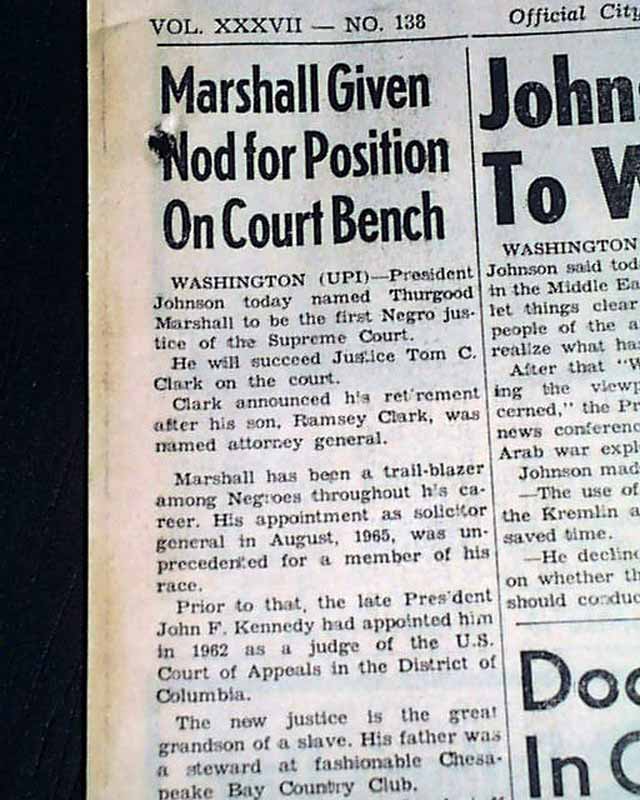 VOL. XXXVII — NO. 138
Official City
Marshall Given
Nod for Position
On Court Bench
WASHINGTON (UPI)—President
Johnson today named Thurgood
Marshall to be the first Negro jus-
tice of the Supreme Court.
He will succeed Justice Tom C.
Clark on the court.
Clark announced his retirement
after his son, Ramsey Clark, was
named attorney general.
Marshall has been a trail-blazer
among Negroes throughout his ca-
reer. His appointment as solicitor
general in August, 1965, was un-
precedented for a member of his
race.
Prior to that, the late President
John F. Kennedy had appointed him
in 1962 as a judge of the U.S.
Court of Appeals in the District of
Columbia.
The new justice is the great
grandson of a slave. His father was
a steward at fashionable Chesa-
peake Bay Country Club.
John
To W
WASHINGTON
Johnson said tod
in the Middle Ea
let things clear
people of the a
realize what ha
After that "W
ing the viewp
cerned," the Pr
news conferenc
Arab war expl
Johnson mad
—The use of
the Kremlin a
saved time.
—He declin
on whether th
should conduc
Doc
In